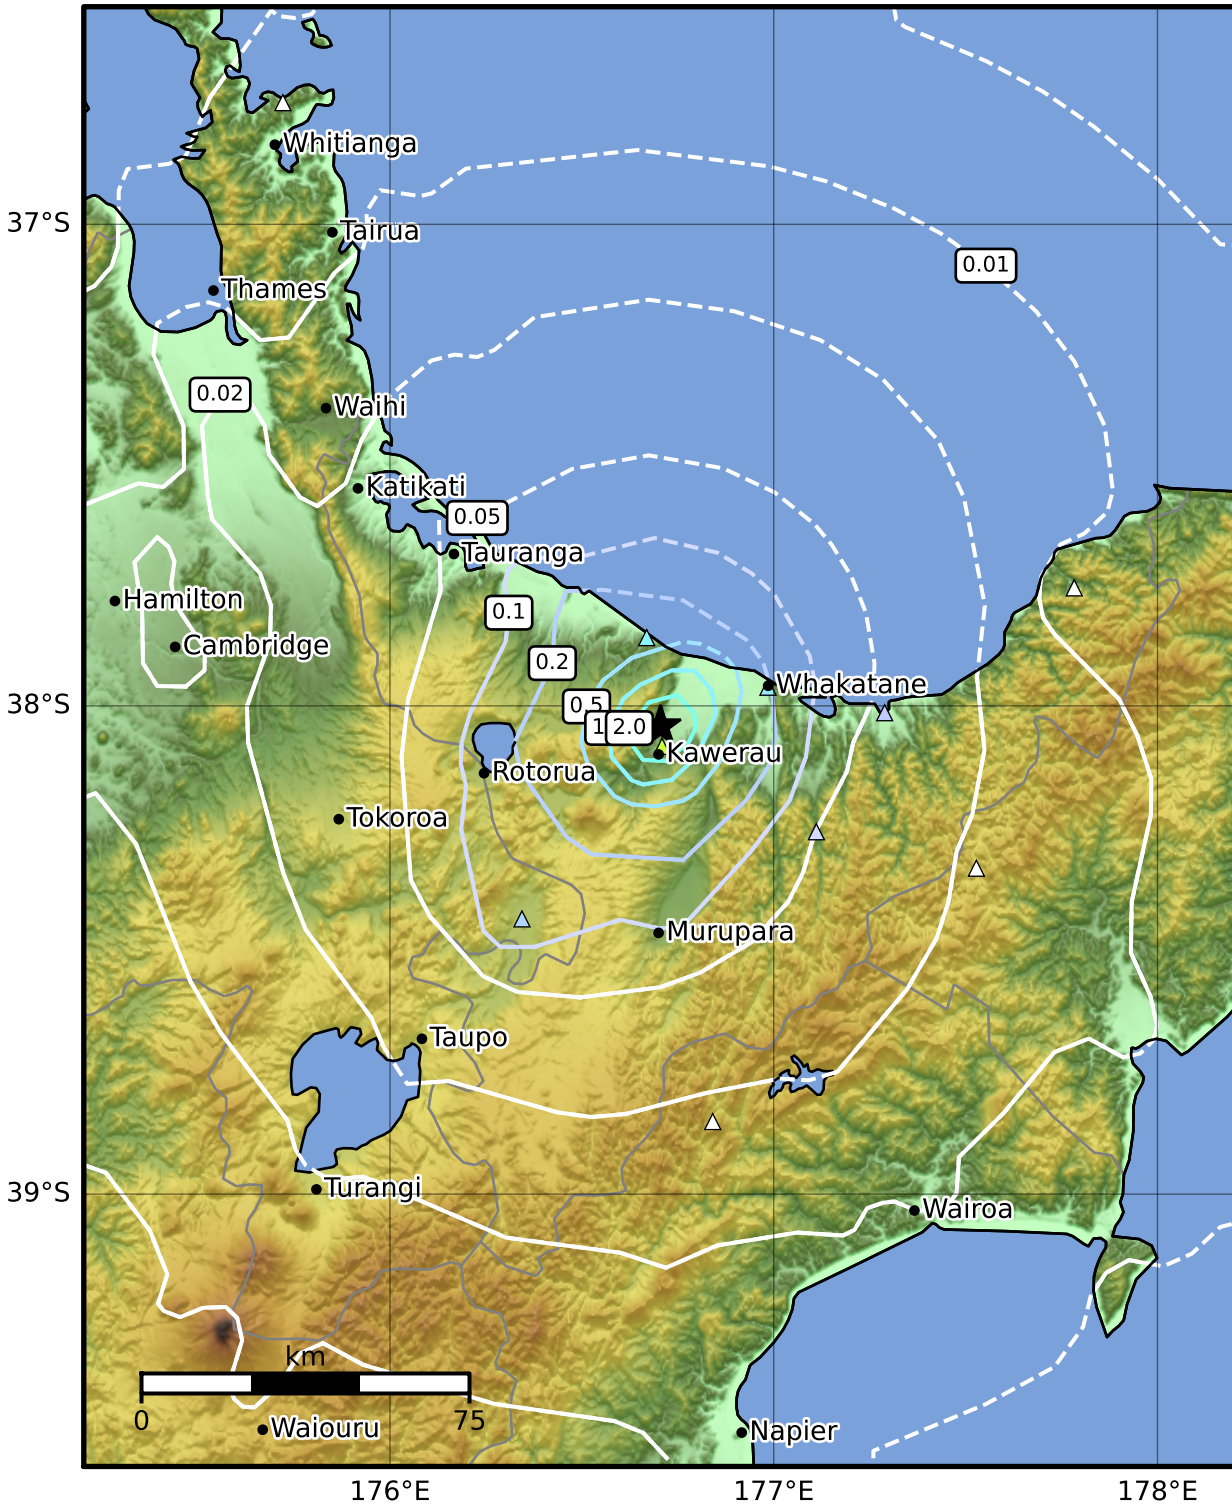 Whitianga
37°S
Tairua
0.01
Thames
0.02
Waihi
Katikati
0.05
Tauranga
Hamilton
0.1
Cambridge
0.2
Whakatane
38°S
0.5
1
2.0
Kawerau
Rotorua
Tokoroa
Murupara
Taupo
39°S
Turangi
Wairoa
km
0
75
Waiouru
Napier
176°E
177°E
178°E